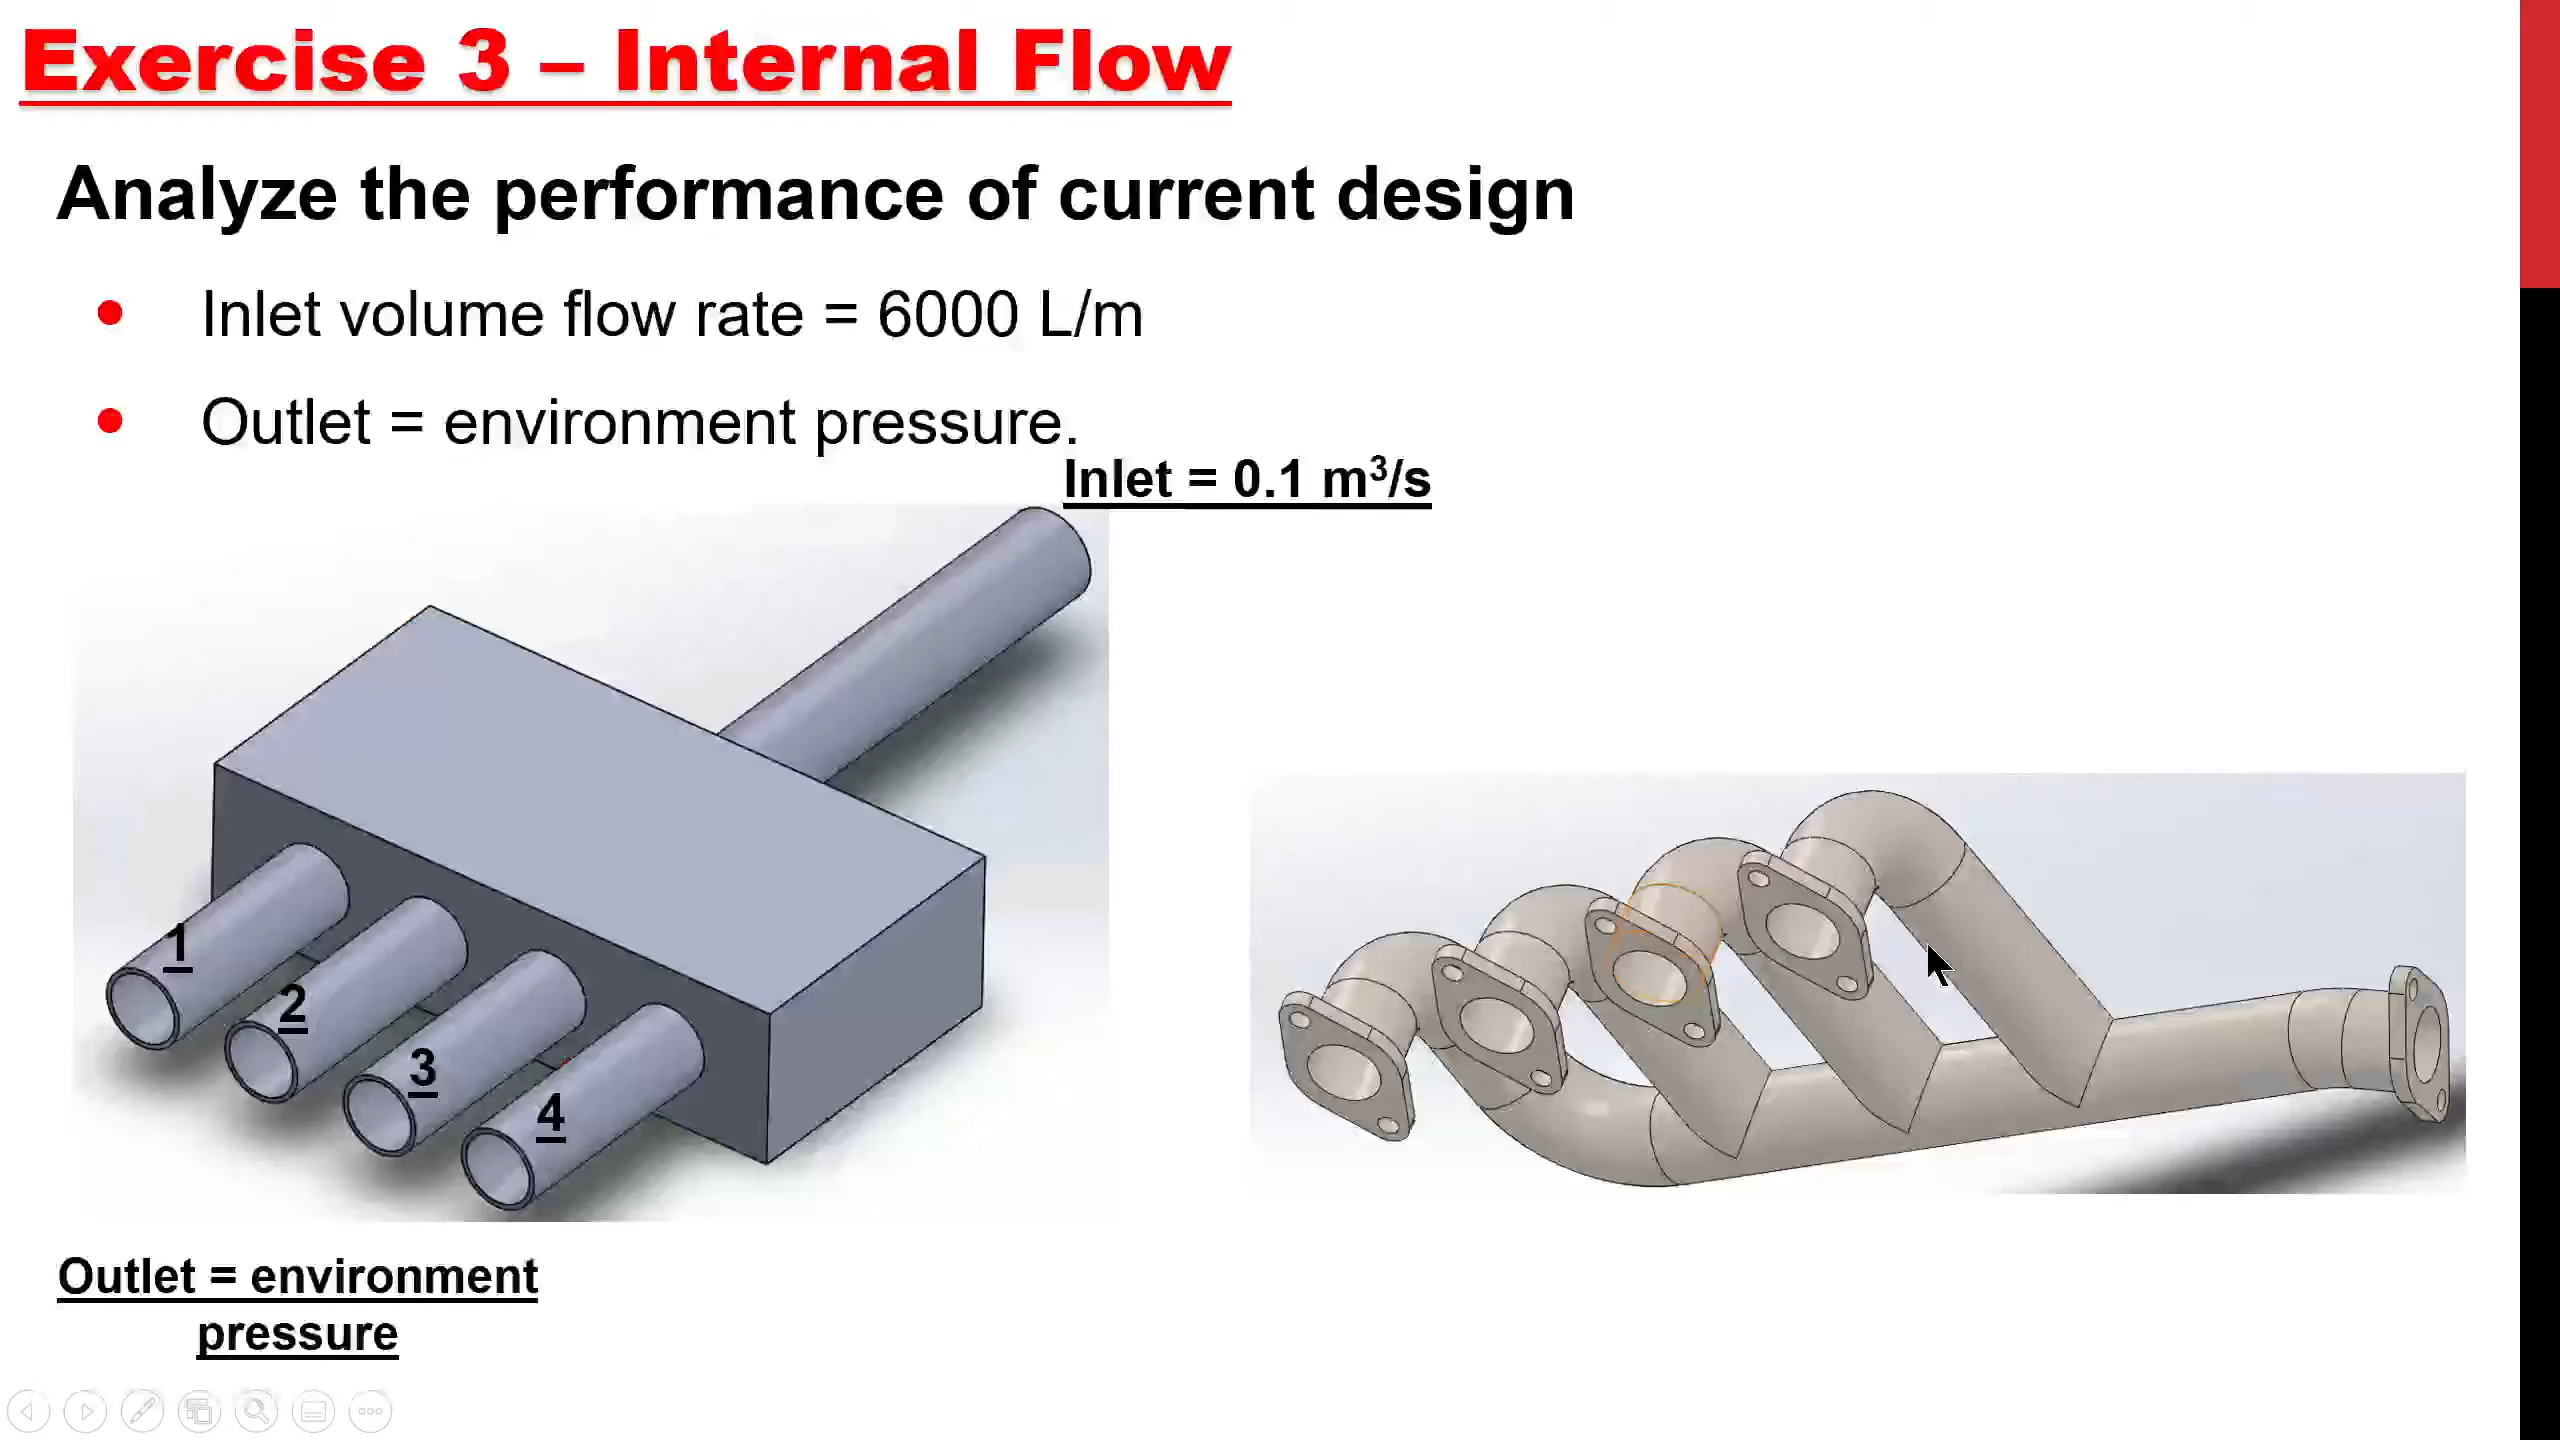 Exercise 3 – Internal Flow
Analyze the performance of current design
• Inlet volume flow rate = 6000 L/m
• Outlet = environment pressure.
Inlet = 0.1 m³/s
1
2
3
4
Outlet = environment
pressure